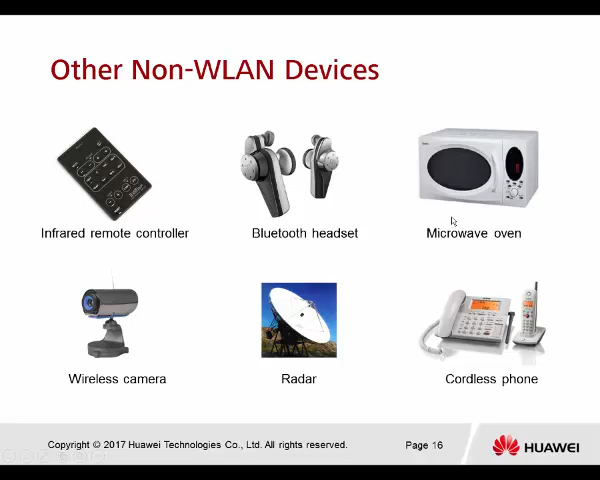 Other Non-WLAN Devices
Infrared remote controller
Bluetooth headset
Microwave oven
Wireless camera
Radar
Cordless phone
Copyright © 2017 Huawei Technologies Co., Ltd. All rights reserved.
Page 16
HUAWEI